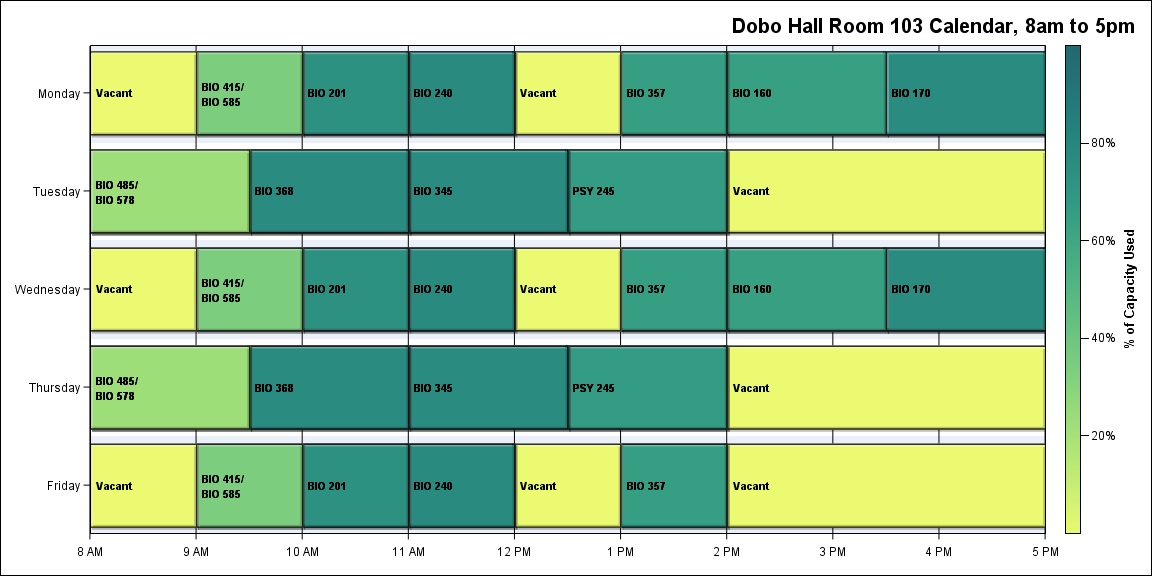 Dobo Hall Room 103 Calendar, 8am to 5pm
Monday
Vacant
BIO 415/
BIO 585
BIO 201
BIO 240
Vacant
BIO 357
BIO 160
BIO 170
Tuesday
BIO 485/
BIO 578
BIO 368
BIO 345
PSY 245
Vacant
Wednesday
Vacant
BIO 415/
BIO 585
BIO 201
BIO 240
Vacant
BIO 357
BIO 160
BIO 170
Thursday
BIO 485/
BIO 578
BIO 368
BIO 345
PSY 245
Vacant
Friday
Vacant
BIO 415/
BIO 585
BIO 201
BIO 240
Vacant
BIO 357
Vacant
8 AM
9 AM
10 AM
11 AM
12 PM
1 PM
2 PM
3 PM
4 PM
5 PM
80%
60%
40%
20%
% of Capacity Used